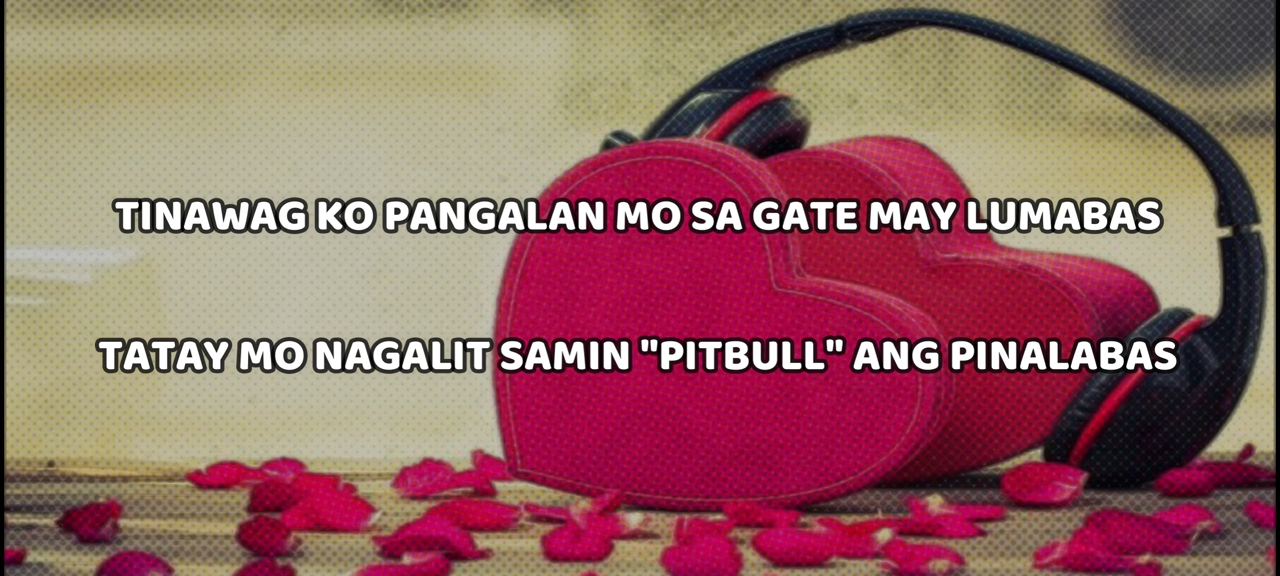 TINAWAG KO PANGALAN MO SA GATE MAY LUMABAS
TATAY MO NAGALIT SAMIN "PITBULL" ANG PINALABAS